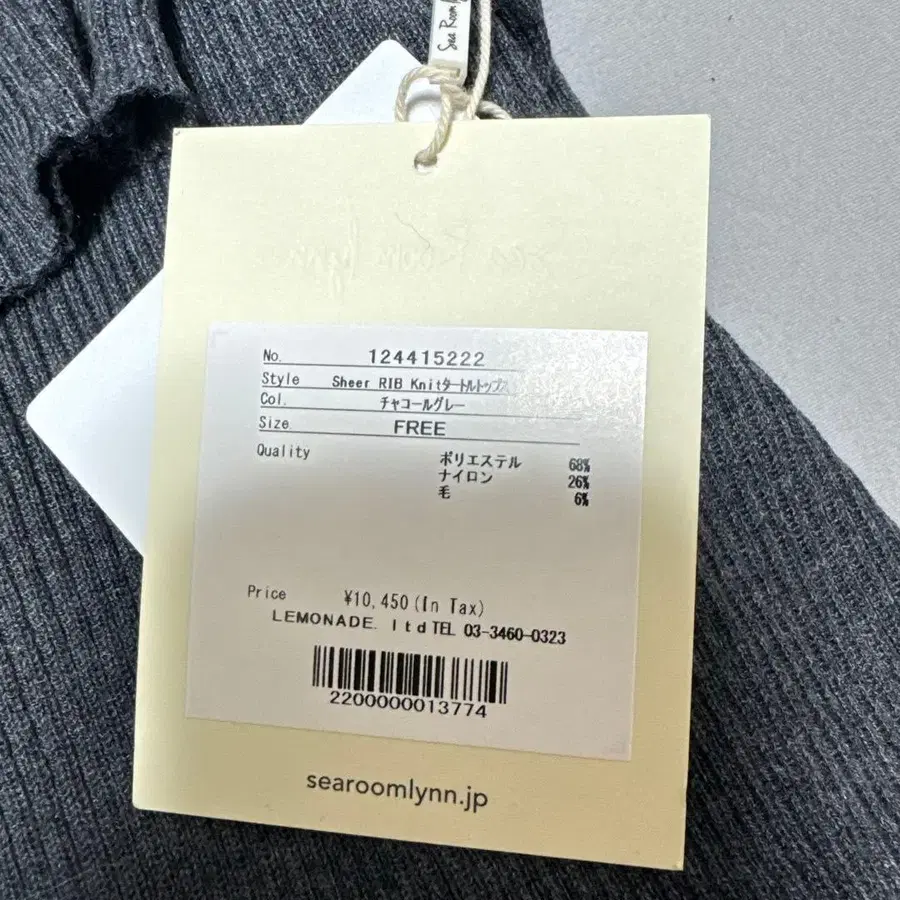 Sea Room
No. 124415222
Style Sheer RIB Knitタートルトップス
Col. チャコールグレー
Size FREE
Quality ポリエステル 68%
ナイロン 26%
毛 6%
Price ¥10,450(In Tax)
LEMONADE. ltd TEL 03-3460-0323
2200000013774
searoomlynn.jp